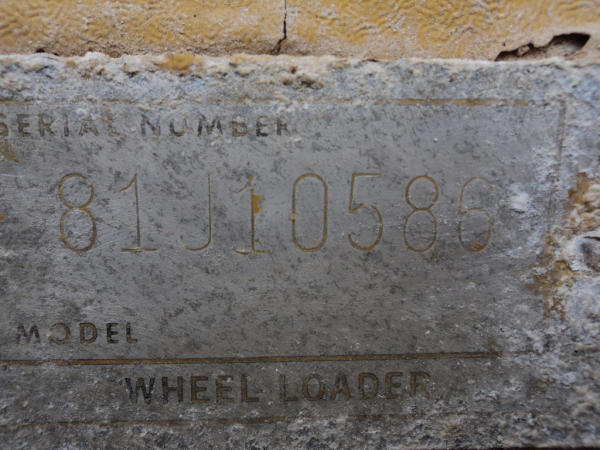 SERIAL NUMBER
81J10586
MODEL
WHEEL LOADER